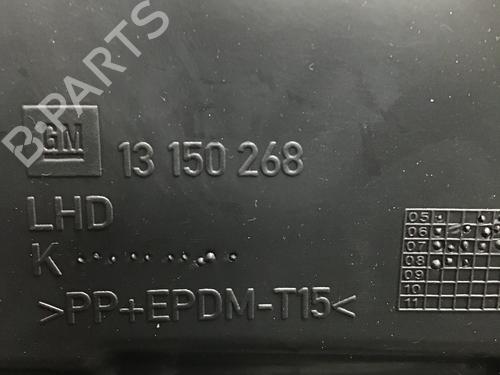 B-PARTS
GM 13 150 268
LHD
K
>PP+EPDM-T15<
05
06
07
08
09
10
11